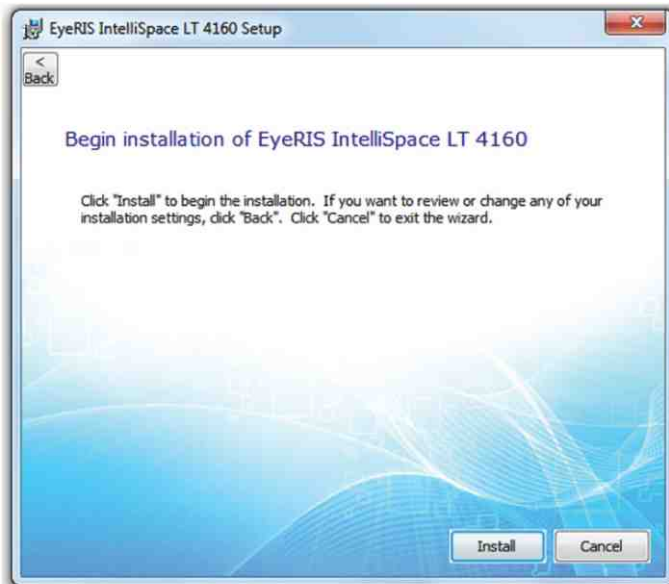 EyeRIS IntelliSpace LT 4160 Setup
<
Back
Begin installation of EyeRIS IntelliSpace LT 4160
Click "Install" to begin the installation. If you want to review or change any of your
installation settings, click "Back". Click "Cancel" to exit the wizard.
Install Cancel